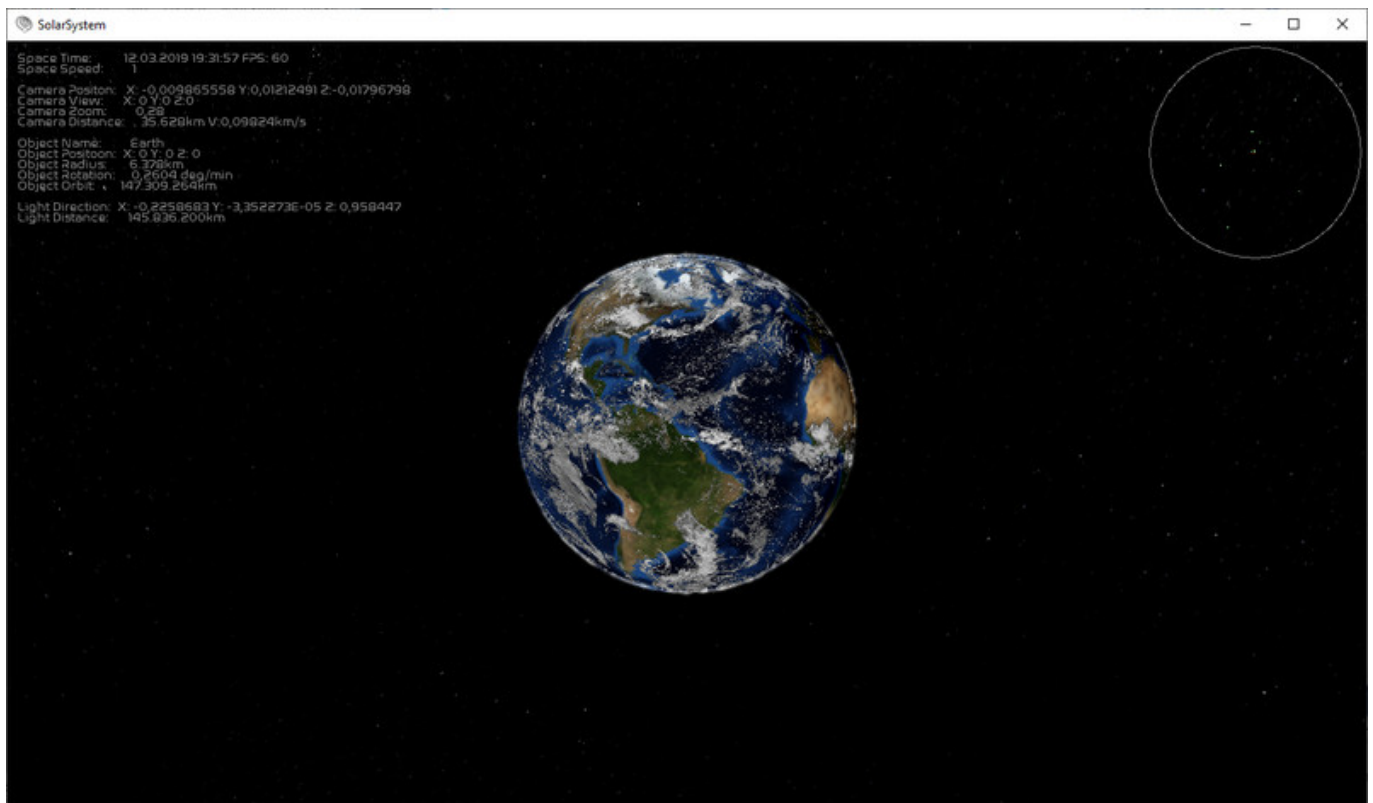 SolarSystem
Space Time: 12.03.2019 19:31:57 FPS: 60
Space Speed: 1
Camera Positon: X: -0,009865558 Y:0,01212491 Z:-0,01796798
Camera View: X: 0 Y:0 Z:0
Camera Zoom: 0,28
Camera Distance: 35.628km V:0,09824km/s
Object Name: Earth
Object Positoon: X: 0 Y: 0 Z: 0
Object Radius: 6.378km
Object Rotation: 0,2604 deg/min
Object Orbit: 147.309.264km
Light Direction: X: -0,2258683 Y: -3,352273E-05 Z: 0,958447
Light Distance: 145.836.200km